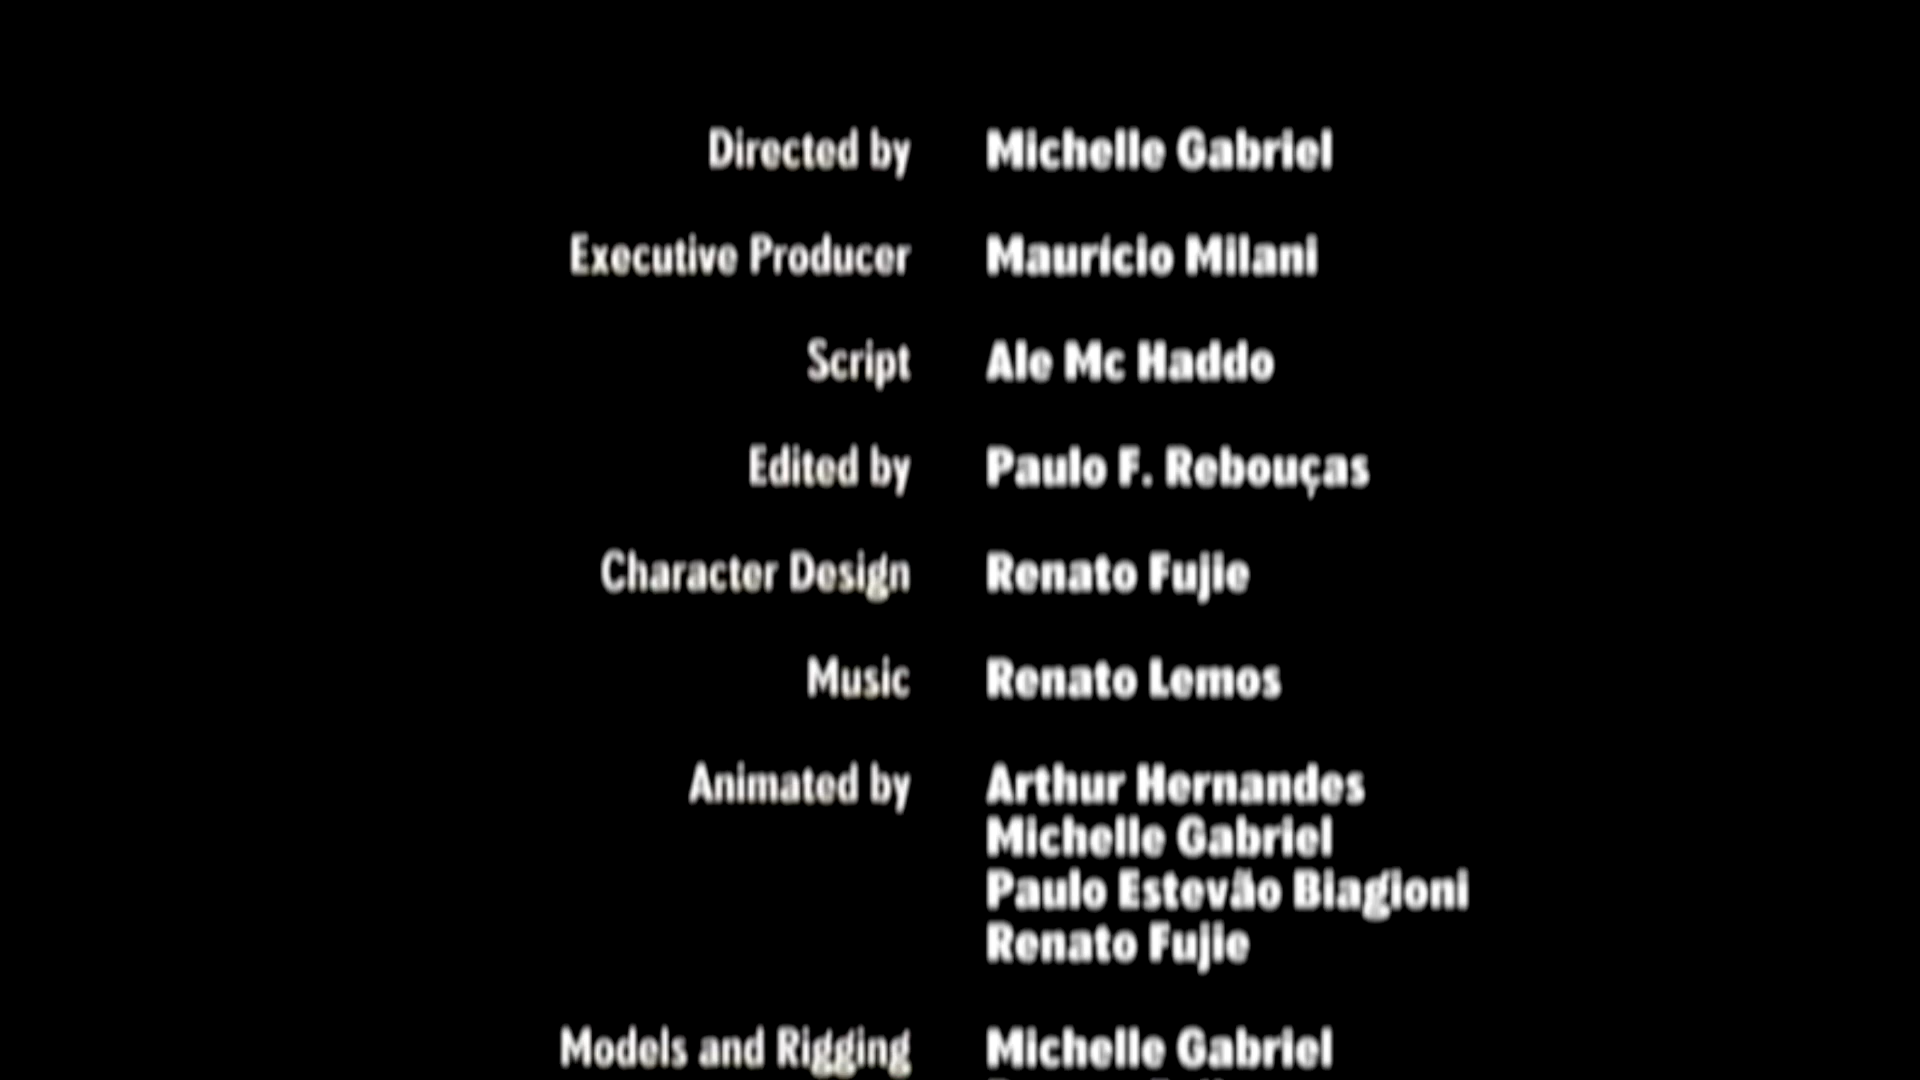 Directed by Michelle Gabriel
Executive Producer Maurício Milani
Script Ale Mc Haddo
Edited by Paulo F. Rebouças
Character Design Renato Fujie
Music Renato Lemos
Animated by Arthur Hernandes
Michelle Gabriel
Paulo Estevão Biagioni
Renato Fujie
Models and Rigging Michelle Gabriel